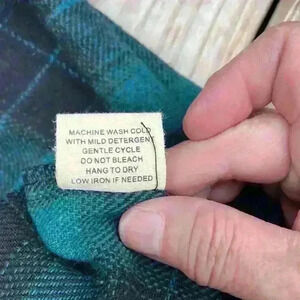 MACHINE WASH COLD
WITH MILD DETERGENT
GENTLE CYCLE
DO NOT BLEACH
HANG TO DRY
LOW IRON IF NEEDED